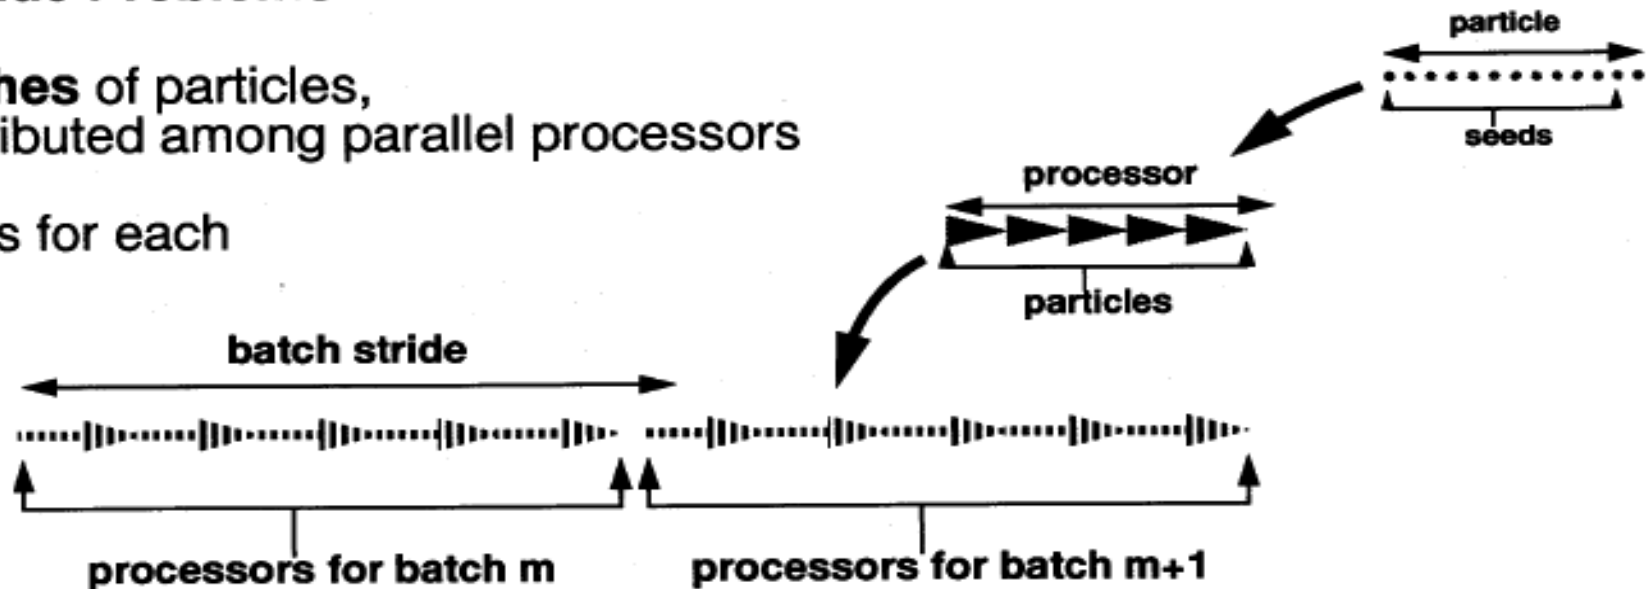 hes of particles,
ributed among parallel processors
s for each
particle
seeds
processor
particles
batch stride
processors for batch m
processors for batch m+1